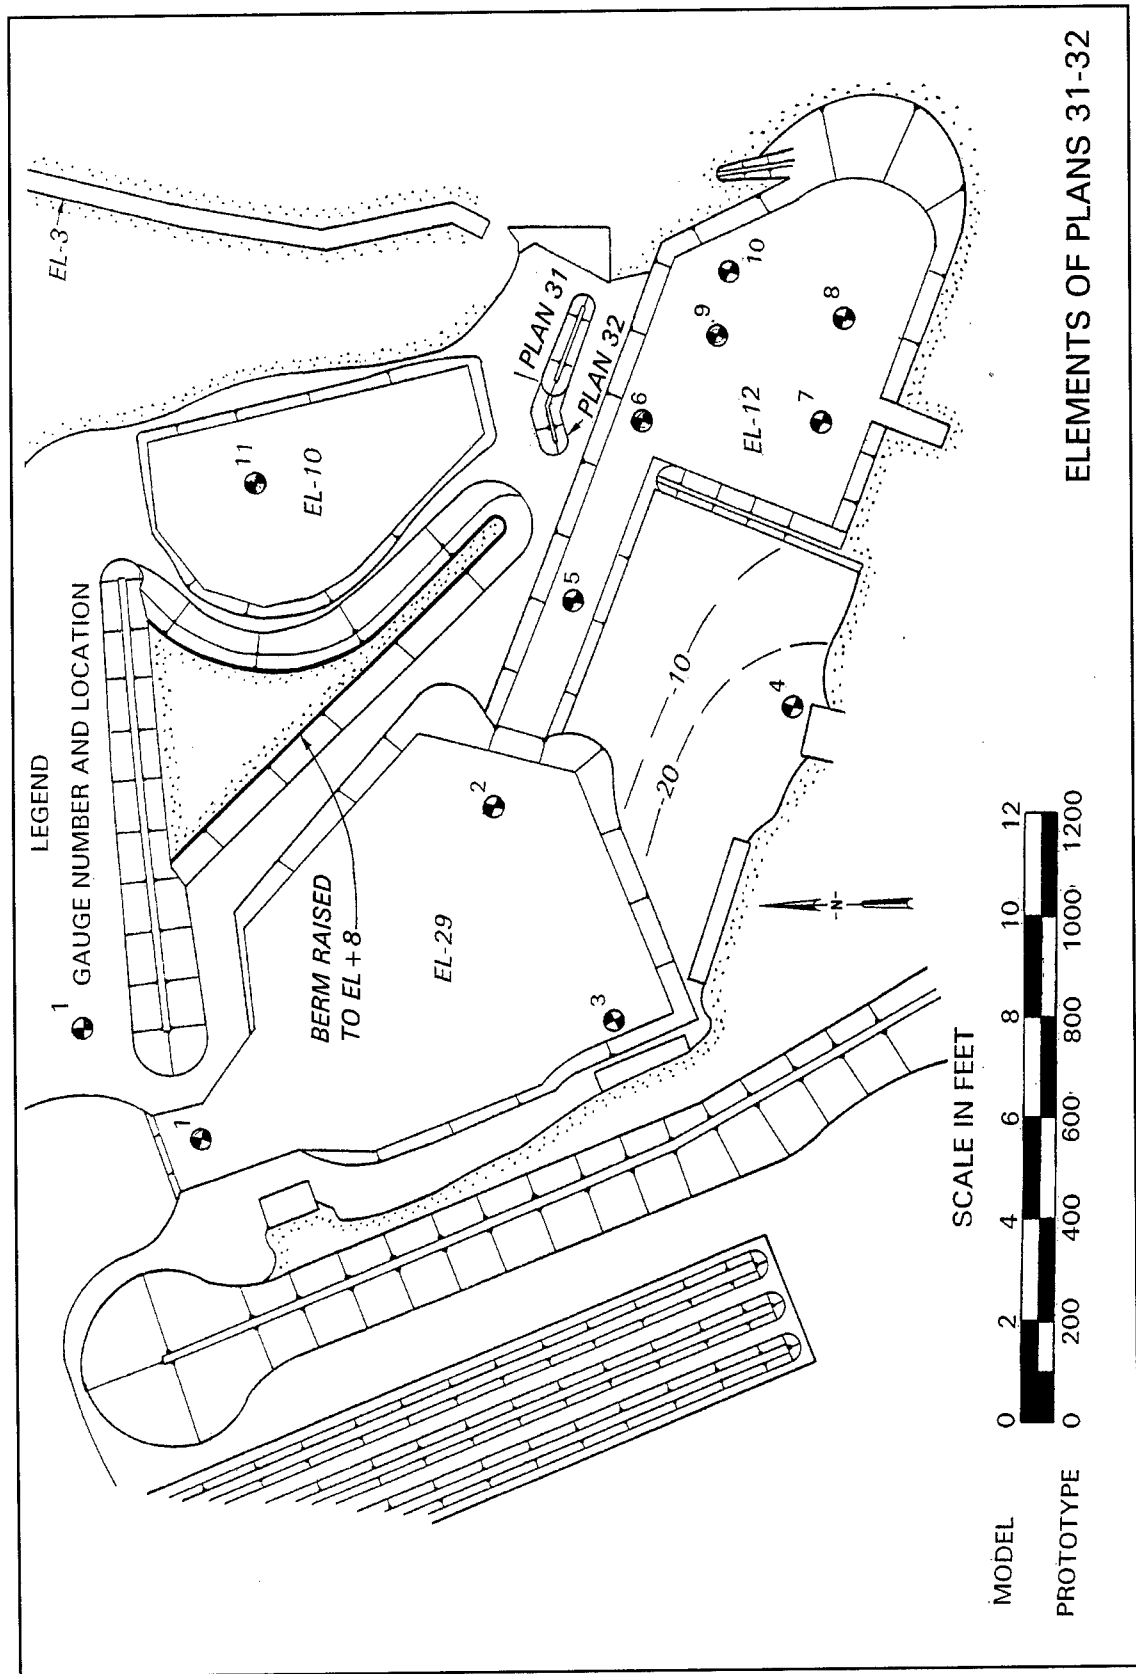 LEGEND
1 GAUGE NUMBER AND LOCATION
EL-3
11
EL-10
PLAN 31
PLAN 32
BERM RAISED
TO EL+8
1
2
EL-29
3
5
6
9
10
EL-12
8
7
-10
-20
4
-N-
SCALE IN FEET
MODEL 0 2 4 6 8 10 12
PROTOTYPE 0 200 400 600 800 1000 1200
ELEMENTS OF PLANS 31-32